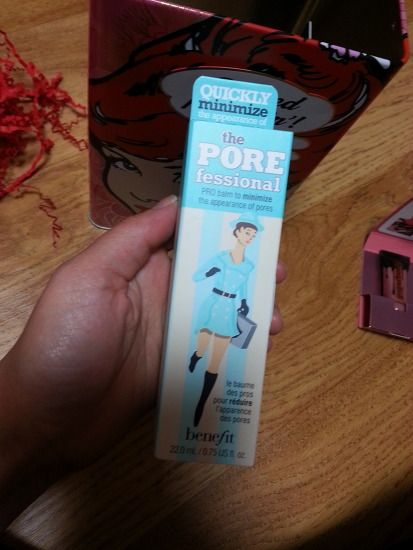 QUICKLY
minimize
the appearance of
the
PORE
fessional
PRO balm to minimize
the appearance of pores
le baume
des pros
pour réduire
l'apparence
des pores
benefit
22.0 mL / 0.75 US fl. oz.